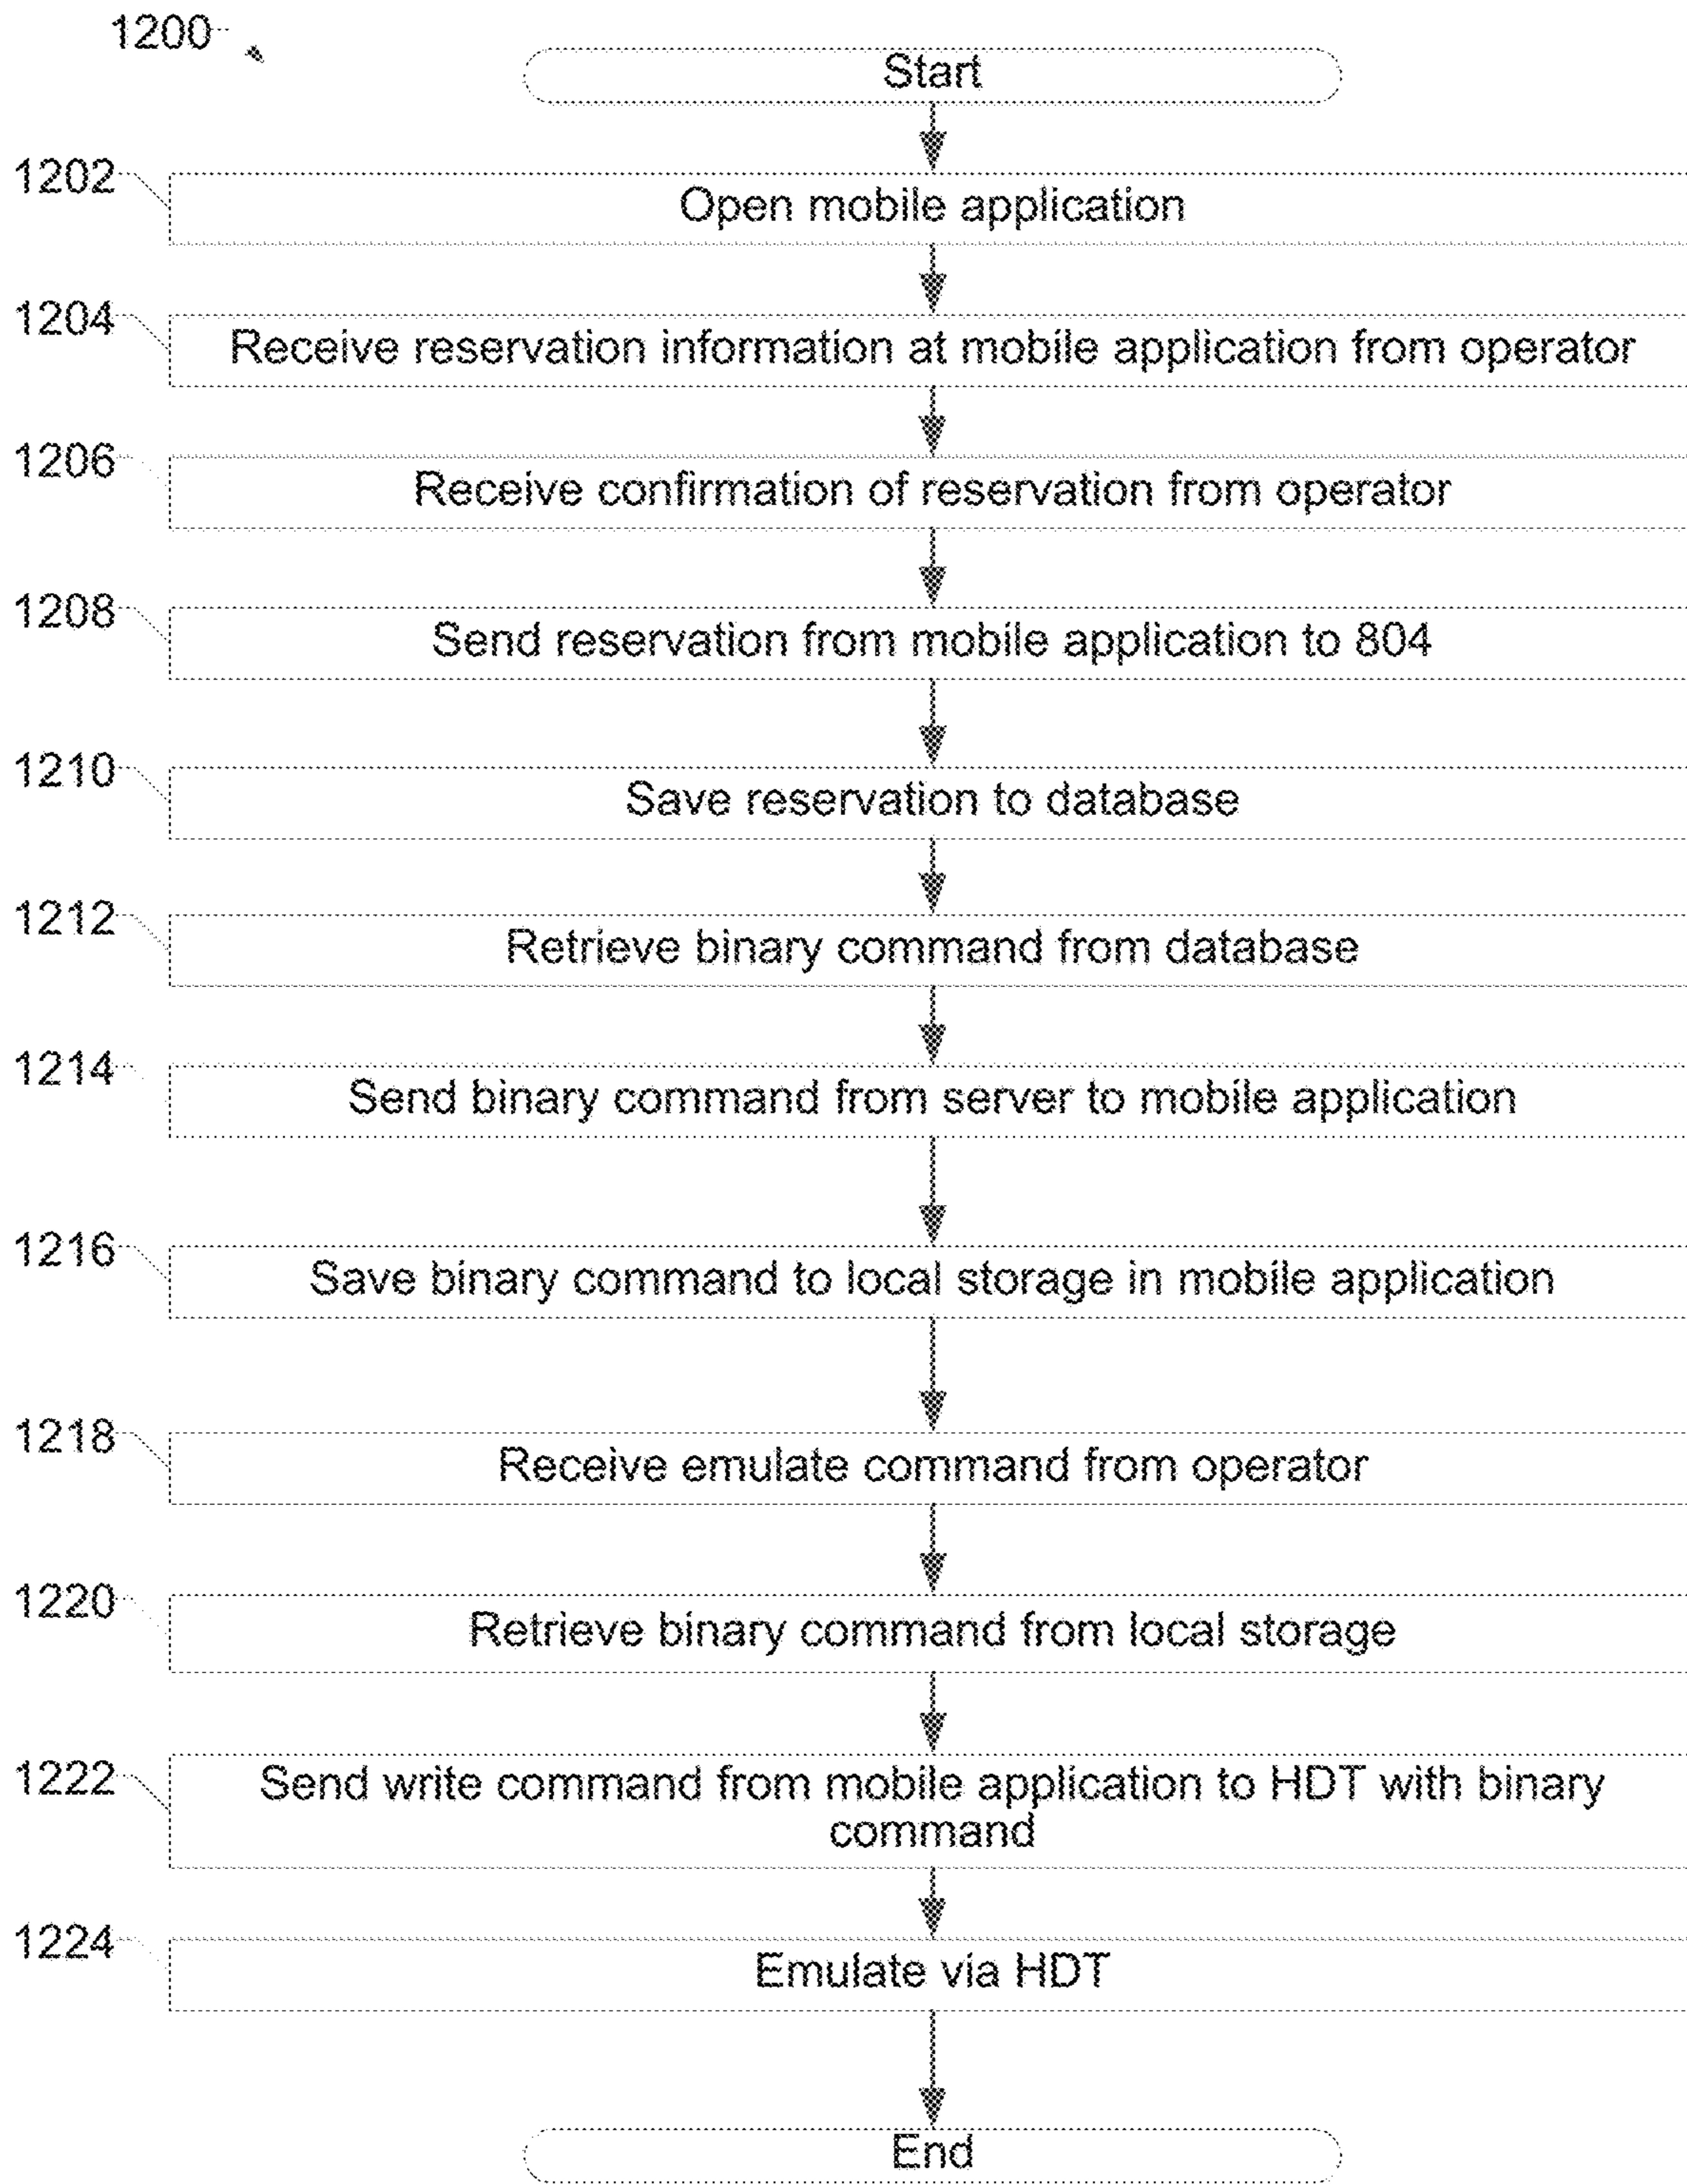 1200
Start
1202
Open mobile application
1204
Receive reservation information at mobile application from operator
1206
Receive confirmation of reservation from operator
1208
Send reservation from mobile application to 804
1210
Save reservation to database
1212
Retrieve binary command from database
1214
Send binary command from server to mobile application
1216
Save binary command to local storage in mobile application
1218
Receive emulate command from operator
1220
Retrieve binary command from local storage
1222
Send write command from mobile application to HDT with binary
command
1224
Emulate via HDT
End